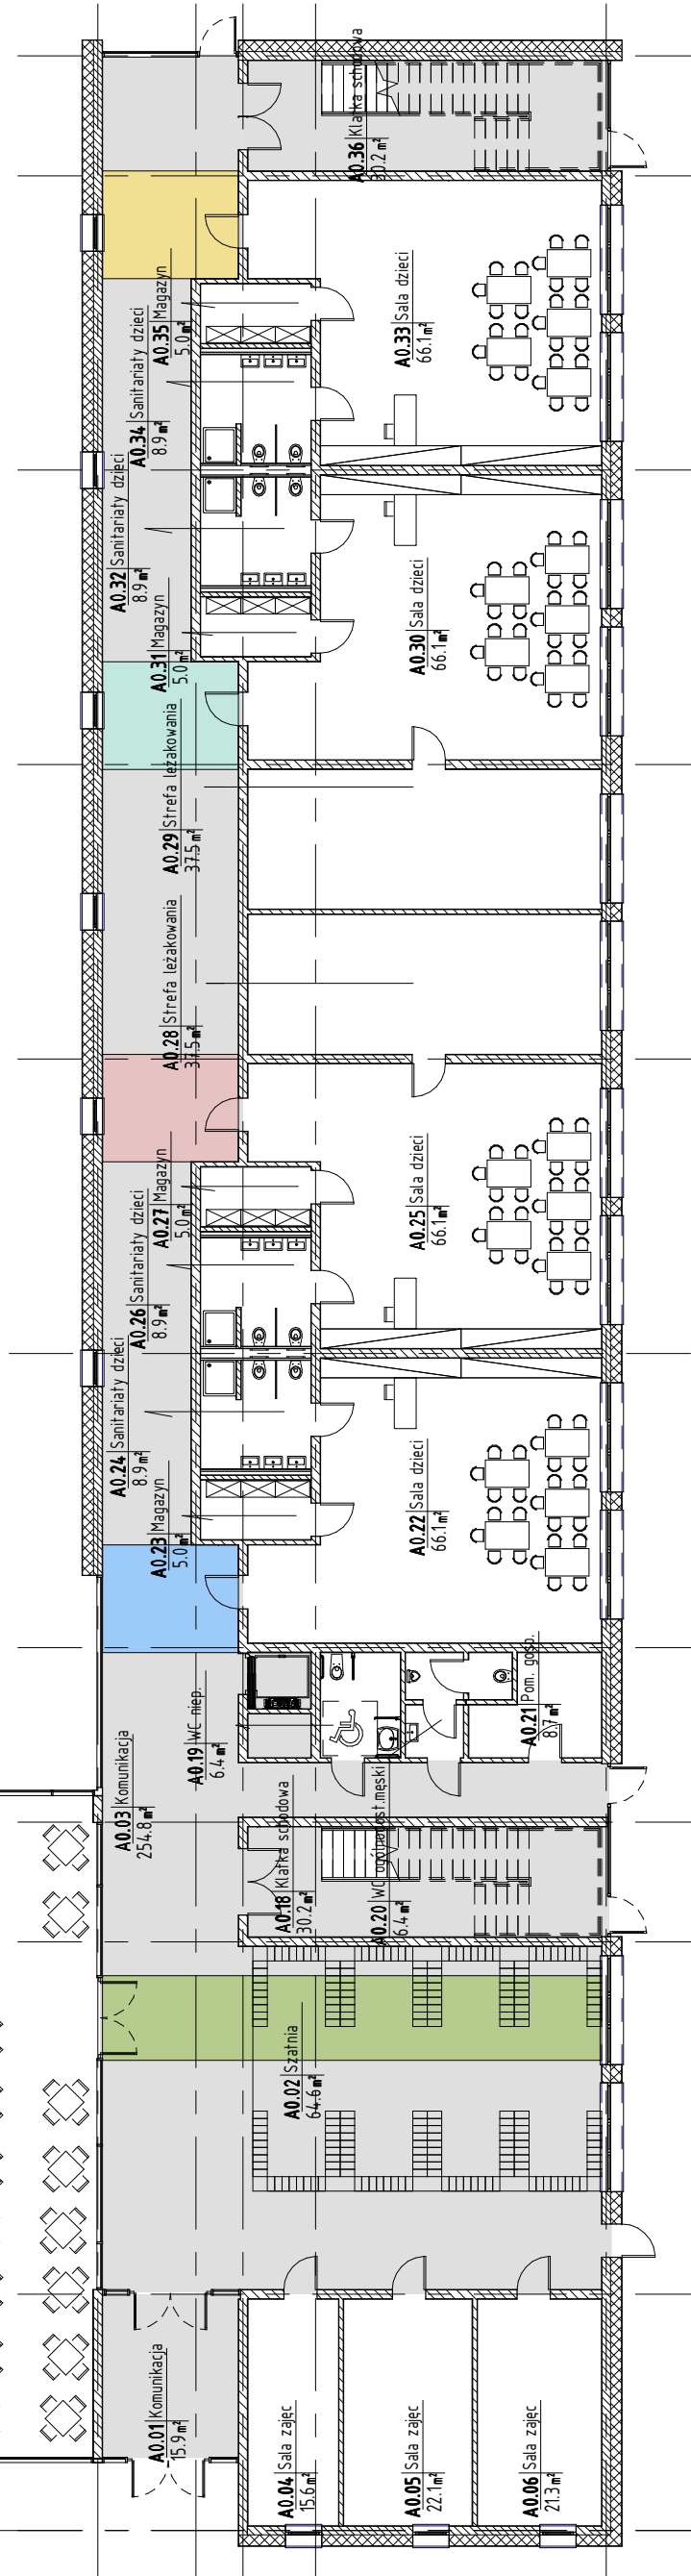 A0.36 Klatka schodowa
30.2 m²
A0.35 Magazyn
5.0 m²
A0.34 Sanitariaty dzieci
8.9 m²
A0.33 Sala dzieci
66.1 m²
A0.32 Sanitariaty dzieci
8.9 m²
A0.31 Magazyn
5.0 m²
A0.30 Sala dzieci
66.1 m²
A0.29 Strefa leżakowania
37.5 m²
A0.28 Strefa leżakowania
37.5 m²
A0.27 Magazyn
5.0 m²
A0.26 Sanitariaty dzieci
8.9 m²
A0.25 Sala dzieci
66.1 m²
A0.24 Sanitariaty dzieci
8.9 m²
A0.23 Magazyn
5.0 m²
A0.22 Sala dzieci
66.1 m²
A0.21 Pom. gosp.
8.7 m²
A0.19 WC niep.
6.4 m²
A0.03 Komunikacja
254.8 m²
A0.18 Klatka schodowa
30.2 m²
A0.20 WC ogólnodost.męski
6.4 m²
A0.02 Szatnia
64.6 m²
A0.01 Komunikacja
15.9 m²
A0.04 Sala zajęc
15.6 m²
A0.05 Sala zajęc
22.1 m²
A0.06 Sala zajęc
21.3 m²